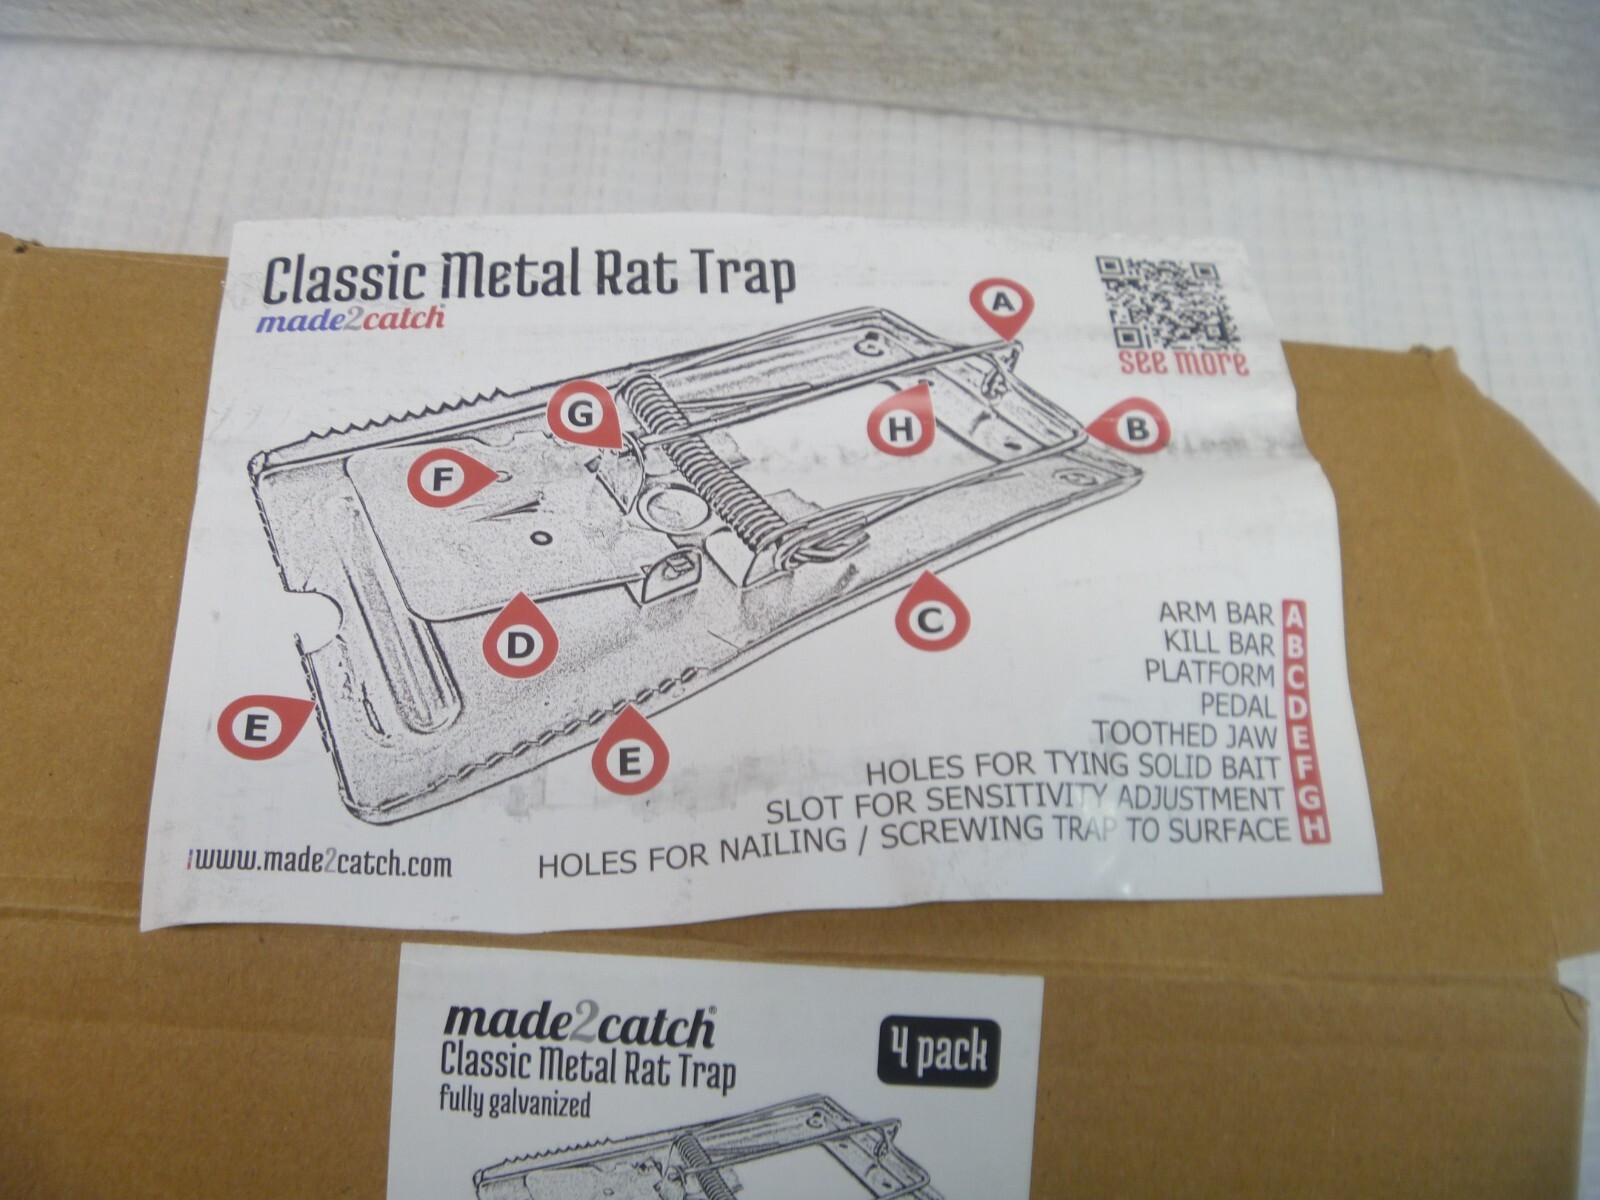 Classic Metal Rat Trap
made2catch
see more
A
G
H
B
F
D
C
E
E
ARM BAR A
KILL BAR B
PLATFORM C
PEDAL D
TOOTHED JAW E
HOLES FOR TYING SOLID BAIT F
SLOT FOR SENSITIVITY ADJUSTMENT G
HOLES FOR NAILING / SCREWING TRAP TO SURFACE H
www.made2catch.com
made2catch®
4 pack
Classic Metal Rat Trap
fully galvanized